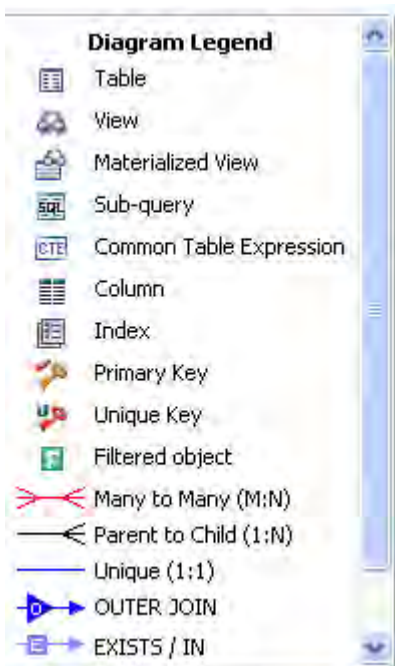 Diagram Legend
Table
View
Materialized View
SQL Sub-query
CTE Common Table Expression
Column
Index
Primary Key
U Unique Key
Filtered object
Many to Many (M:N)
Parent to Child (1:N)
Unique (1:1)
O OUTER JOIN
E EXISTS / IN